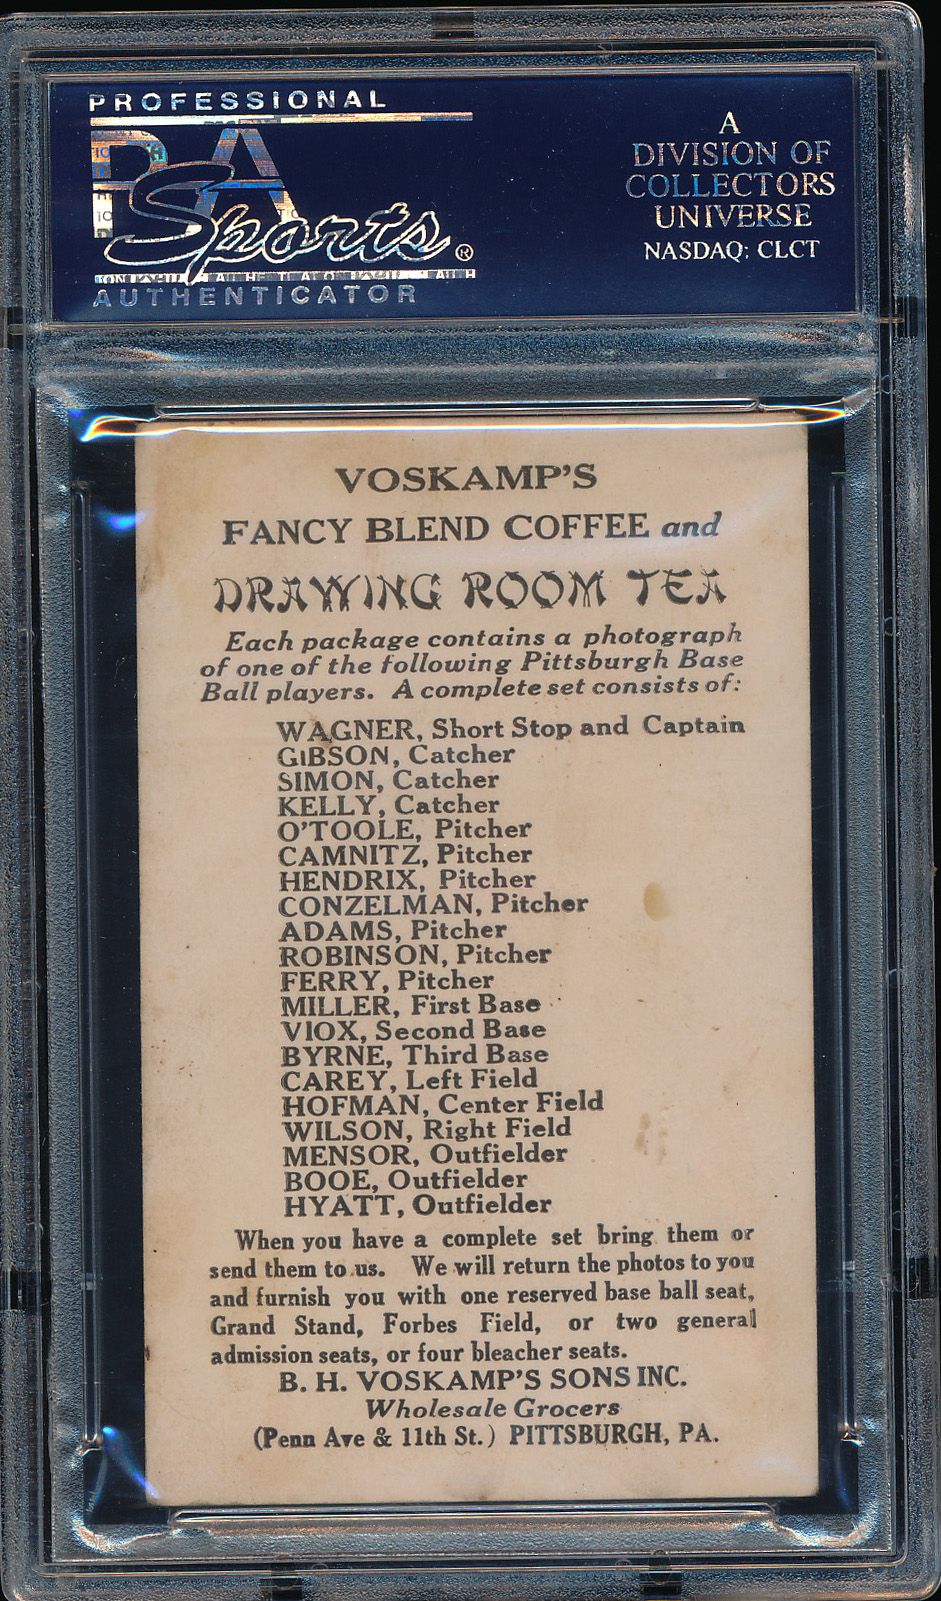 PROFESSIONAL
PSA
Sports®
AUTHENTICATOR
A
DIVISION OF
COLLECTORS
UNIVERSE
NASDAQ: CLCT
VOSKAMP'S
FANCY BLEND COFFEE and
DRAWING ROOM TEA
Each package contains a photograph
of one of the following Pittsburgh Base
Ball players. A complete set consists of:
WAGNER, Short Stop and Captain
GIBSON, Catcher
SIMON, Catcher
KELLY, Catcher
O'TOOLE, Pitcher
CAMNITZ, Pitcher
HENDRIX, Pitcher
CONZELMAN, Pitcher
ADAMS, Pitcher
ROBINSON, Pitcher
FERRY, Pitcher
MILLER, First Base
VIOX, Second Base
BYRNE, Third Base
CAREY, Left Field
HOFMAN, Center Field
WILSON, Right Field
MENSOR, Outfielder
BOOE, Outfielder
HYATT, Outfielder
When you have a complete set bring them or
send them to us. We will return the photos to you
and furnish you with one reserved base ball seat,
Grand Stand, Forbes Field, or two general
admission seats, or four bleacher seats.
B. H. VOSKAMP'S SONS INC.
Wholesale Grocers
(Penn Ave & 11th St.) PITTSBURGH, PA.